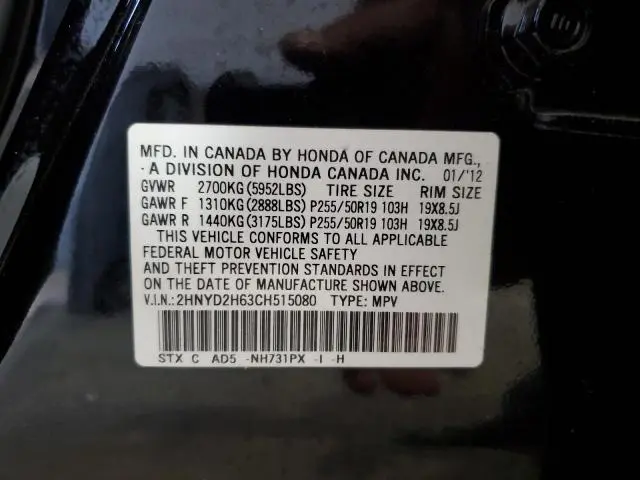 MFD. IN CANADA BY HONDA OF CANADA MFG.,
A DIVISION OF HONDA CANADA INC. 01/'12
GVWR 2700KG (5952LBS) TIRE SIZE RIM SIZE
GAWR F 1310KG (2888LBS) P255/50R19 103H 19X8.5J
GAWR R 1440KG (3175LBS) P255/50R19 103H 19X8.5J
THIS VEHICLE CONFORMS TO ALL APPLICABLE
FEDERAL MOTOR VEHICLE SAFETY
AND THEFT PREVENTION STANDARDS IN EFFECT
ON THE DATE OF MANUFACTURE SHOWN ABOVE.
V.I.N.:2HNYD2H63CH515080 TYPE: MPV
STX C AD5 -NH731PX -I -H